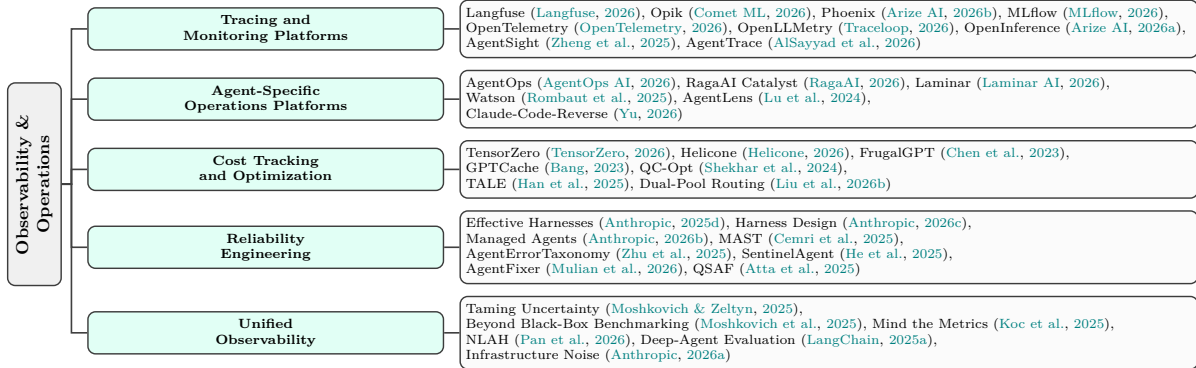 Observability &
Operations
Tracing and
Monitoring Platforms
Langfuse (Langfuse, 2026), Opik (Comet ML, 2026), Phoenix (Arize AI, 2026b), MLflow (MLflow, 2026),
OpenTelemetry (OpenTelemetry, 2026), OpenLLMetry (Traceloop, 2026), OpenInference (Arize AI, 2026a),
AgentSight (Zheng et al., 2025), AgentTrace (AlSayyad et al., 2026)
Agent-Specific
Operations Platforms
AgentOps (AgentOps AI, 2026), RagaAI Catalyst (RagaAI, 2026), Laminar (Laminar AI, 2026),
Watson (Rombaut et al., 2025), AgentLens (Lu et al., 2024),
Claude-Code-Reverse (Yu, 2026)
Cost Tracking
and Optimization
TensorZero (TensorZero, 2026), Helicone (Helicone, 2026), FrugalGPT (Chen et al., 2023),
GPTCache (Bang, 2023), QC-Opt (Shekhar et al., 2024),
TALE (Han et al., 2025), Dual-Pool Routing (Liu et al., 2026b)
Reliability
Engineering
Effective Harnesses (Anthropic, 2025d), Harness Design (Anthropic, 2026c),
Managed Agents (Anthropic, 2026b), MAST (Cemri et al., 2025),
AgentErrorTaxonomy (Zhu et al., 2025), SentinelAgent (He et al., 2025),
AgentFixer (Mulian et al., 2026), QSAF (Atta et al., 2025)
Unified
Observability
Taming Uncertainty (Moshkovich & Zeltyn, 2025),
Beyond Black-Box Benchmarking (Moshkovich et al., 2025), Mind the Metrics (Koc et al., 2025),
NLAH (Pan et al., 2026), Deep-Agent Evaluation (LangChain, 2025a),
Infrastructure Noise (Anthropic, 2026a)